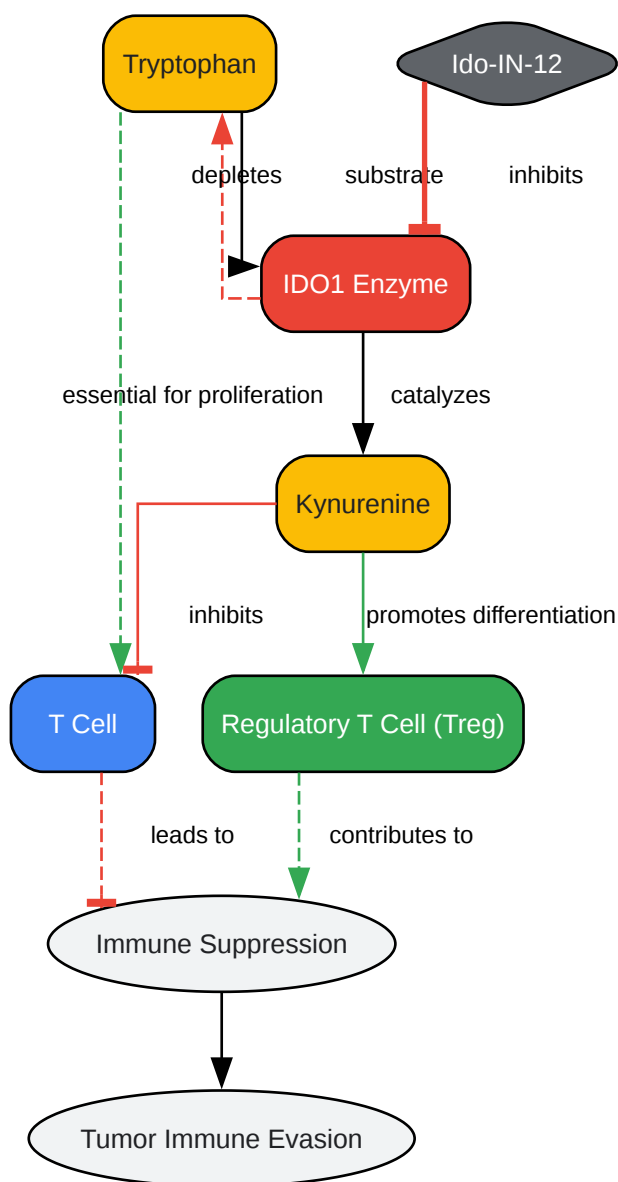 Tryptophan
Ido-IN-12
depletes
substrate
inhibits
IDO1 Enzyme
essential for proliferation
catalyzes
Kynurenine
inhibits
promotes differentiation
T Cell
Regulatory T Cell (Treg)
leads to
contributes to
Immune Suppression
Tumor Immune Evasion